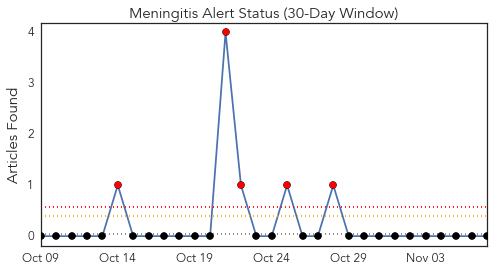 Meningitis Alert Status (30-Day Window)
Articles Found
4
3
2
1
0
Oct 09 Oct 14 Oct 19 Oct 24 Oct 29 Nov 03